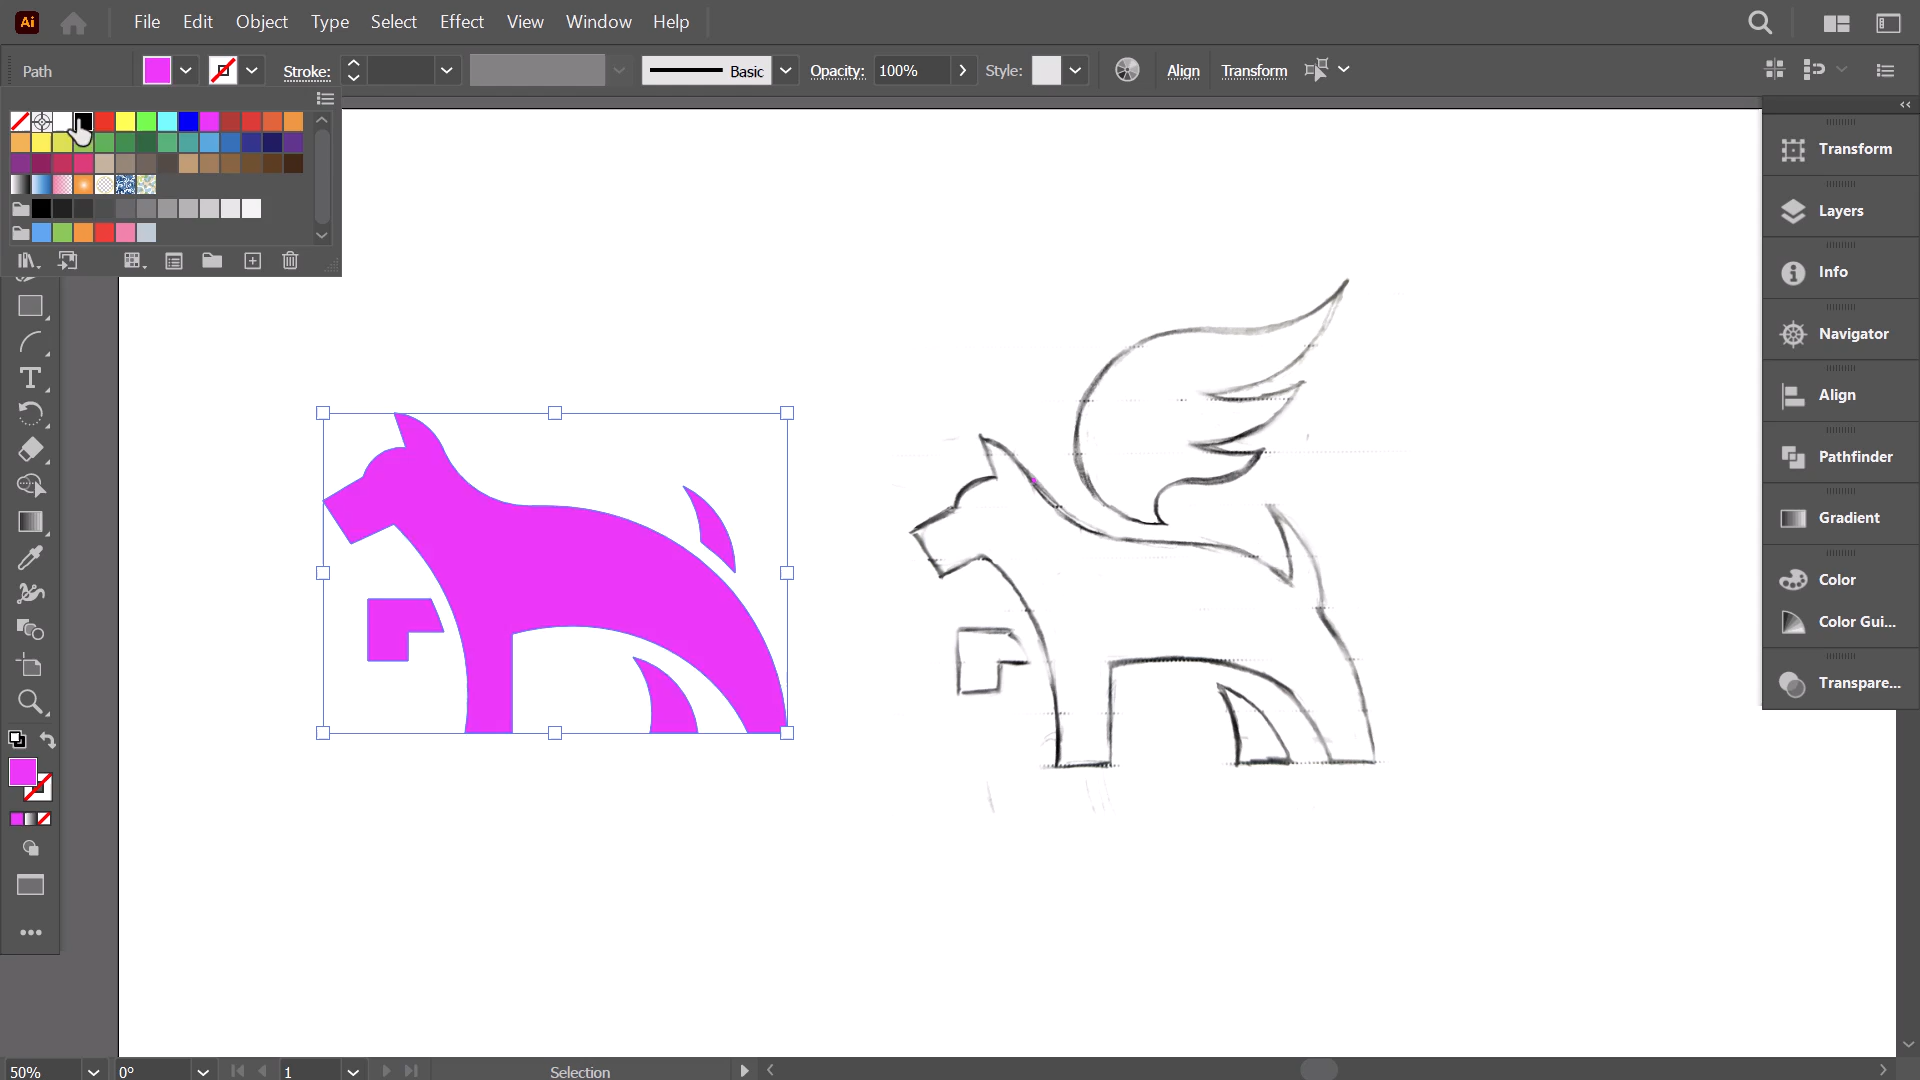 Ai File Edit Object Type Select Effect View Window Help
Path Stroke: Basic Opacity: 100% Style: Align Transform
Transform
Layers
Info
Navigator
Align
Pathfinder
Gradient
Color
Color Gui...
Transpare...
50% 0° 1 Selection